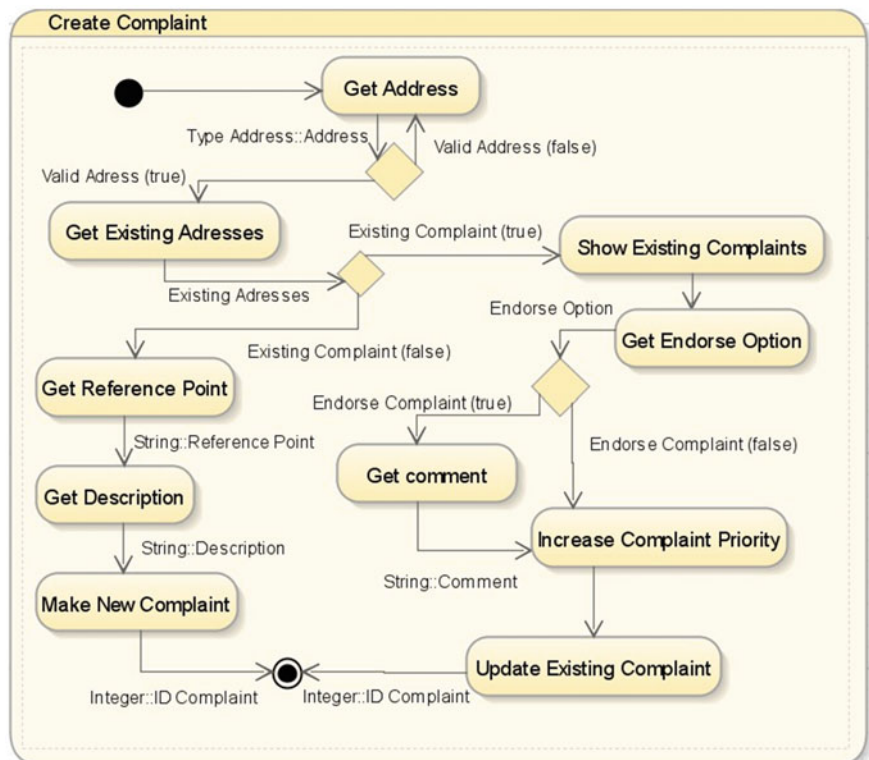 Create Complaint
Get Address
Type Address::Address
Valid Address (false)
Valid Adress (true)
Get Existing Adresses
Existing Complaint (true)
Show Existing Complaints
Existing Adresses
Endorse Option
Get Endorse Option
Existing Complaint (false)
Get Reference Point
Endorse Complaint (true)
String::Reference Point
Endorse Complaint (false)
Get comment
Get Description
Increase Complaint Priority
String::Description
String::Comment
Make New Complaint
Update Existing Complaint
Integer::ID Complaint
Integer::ID Complaint